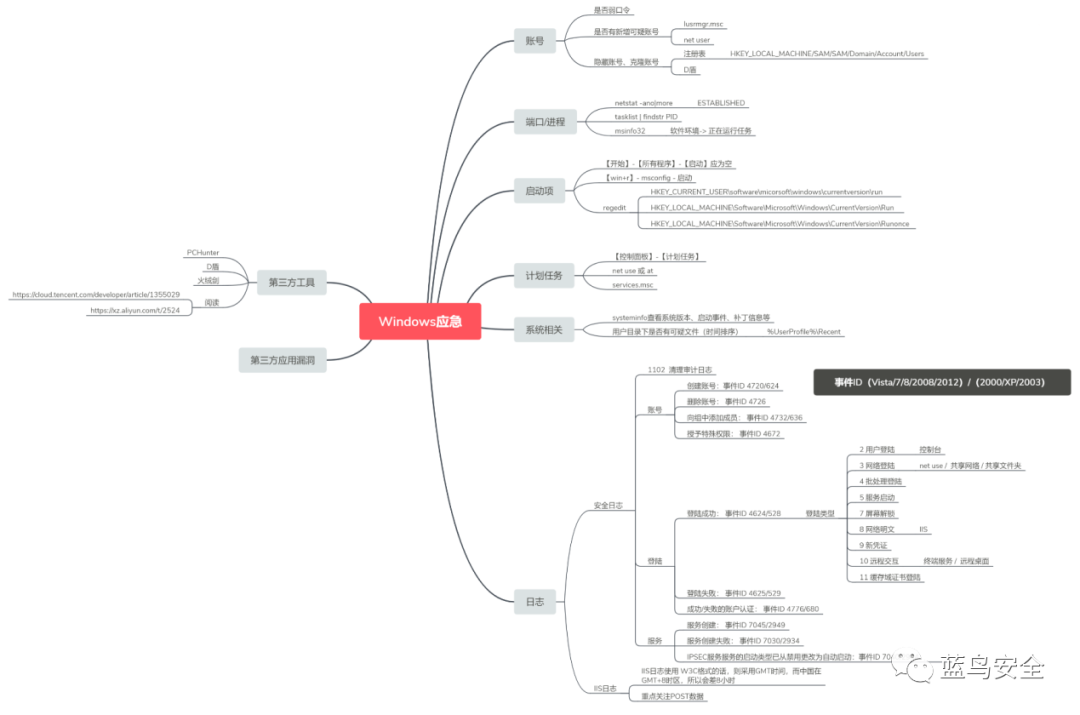 Windows应急
账号
是否弱口令
是否有新增可疑账号
lusrmgr.msc
net user
隐藏账号、克隆账号
注册表
HKEY_LOCAL_MACHINE/SAM/SAM/Domain/Account/Users
D盾
端口/进程
netstat -ano|more
ESTABLISHED
tasklist | findstr PID
msinfo32
软件环境-> 正在运行任务
启动项
【开始】-【所有程序】-【启动】应为空
【win+r】- msconfig - 启动
regedit
HKEY_CURRENT_USER\software\micorsoft\windows\currentversion\run
HKEY_LOCAL_MACHINE\Software\Microsoft\Windows\CurrentVersion\Run
HKEY_LOCAL_MACHINE\Software\Microsoft\Windows\CurrentVersion\Runonce
计划任务
【控制面板】-【计划任务】
net use 或 at
services.msc
系统相关
systeminfo查看系统版本、启动事件、补丁信息等
用户目录下是否有可疑文件（时间排序）
%UserProfile%\Recent
第三方工具
PCHunter
D盾
火绒剑
阅读
https://cloud.tencent.com/developer/article/1355029
https://xz.aliyun.com/t/2524
第三方应用漏洞
日志
事件ID（Vista/7/8/2008/2012）/（2000/XP/2003）
安全日志
1102 清理审计日志
账号
创建账号：事件ID 4720/624
删除账号： 事件ID 4726
向组中添加成员： 事件ID 4732/636
授予特殊权限： 事件ID 4672
登陆
登陆成功： 事件ID 4624/528
登陆类型
2 用户登陆
控制台
3 网络登陆
net use / 共享网络 / 共享文件夹
4 批处理登陆
5 服务启动
7 屏幕解锁
8 网络明文
IIS
9 新凭证
10 远程交互
终端服务 / 远程桌面
11 缓存域证书登陆
登陆失败： 事件ID 4625/529
成功/失败的账户认证： 事件ID 4776/680
服务
服务创建： 事件ID 7045/2949
服务创建失败： 事件ID 7030/2934
IPSEC服务服务的启动类型已从禁用更改为自动启动：事件ID 70
IIS日志
IIS日志使用 W3C格式的话，则采用GMT时间，而中国在
GMT+8时区，所以会差8小时
重点关注POST数据
蓝鸟安全